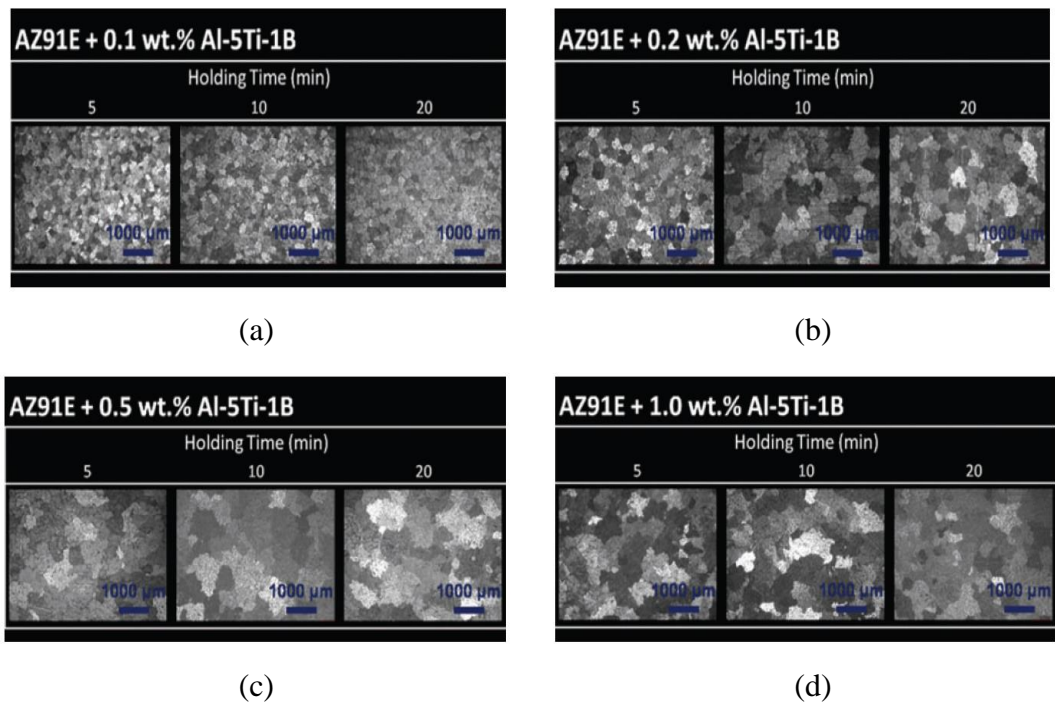 AZ91E + 0.1 wt.% Al-5Ti-1B
Holding Time (min)
5 10 20
1000 µm 1000 µm 1000 µm
(a)
AZ91E + 0.2 wt.% Al-5Ti-1B
Holding Time (min)
5 10 20
1000 µm 1000 µm 1000 µm
(b)
AZ91E + 0.5 wt.% Al-5Ti-1B
Holding Time (min)
5 10 20
1000 µm 1000 µm 1000 µm
(c)
AZ91E + 1.0 wt.% Al-5Ti-1B
Holding Time (min)
5 10 20
1000 µm 1000 µm 1000 µm
(d)